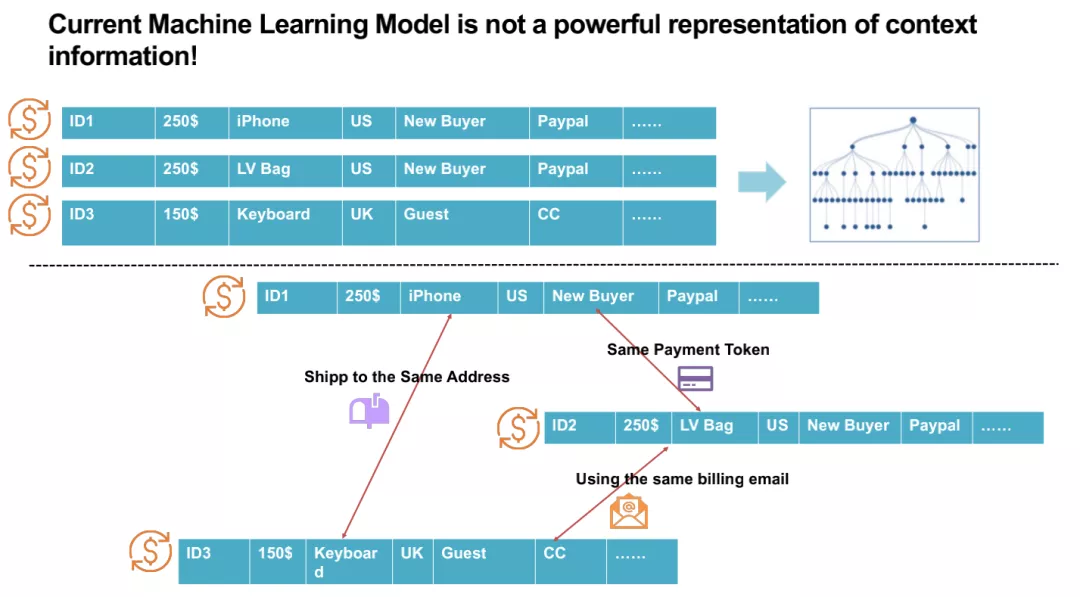 Current Machine Learning Model is not a powerful representation of context
information!
ID1 250$ iPhone US New Buyer Paypal ......
ID2 250$ LV Bag US New Buyer Paypal ......
ID3 150$ Keyboard UK Guest CC ......
ID1 250$ iPhone US New Buyer Paypal ......
Same Payment Token
Shipp to the Same Address
ID2 250$ LV Bag US New Buyer Paypal ......
Using the same billing email
@
ID3 150$ Keyboar UK Guest CC ......
d